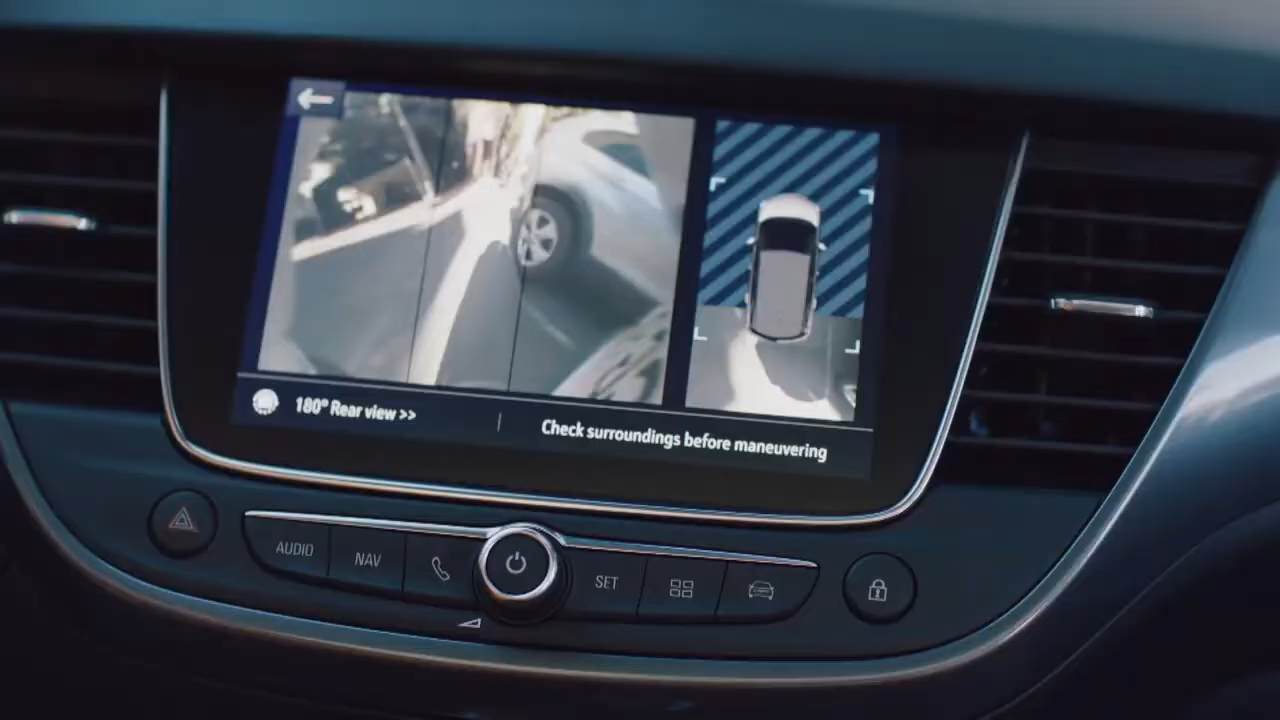 180° Rear view >>
Check surroundings before maneuvering
AUDIO
NAV
SET